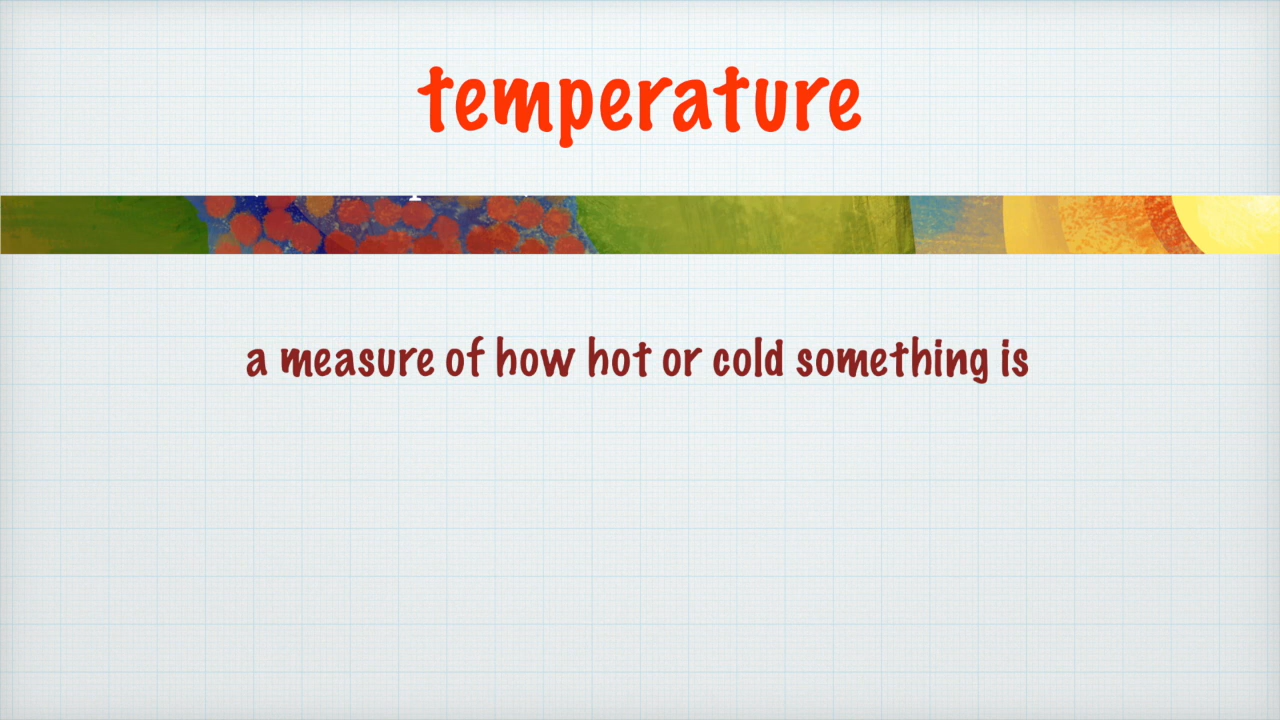 temperature
a measure of how hot or cold something is